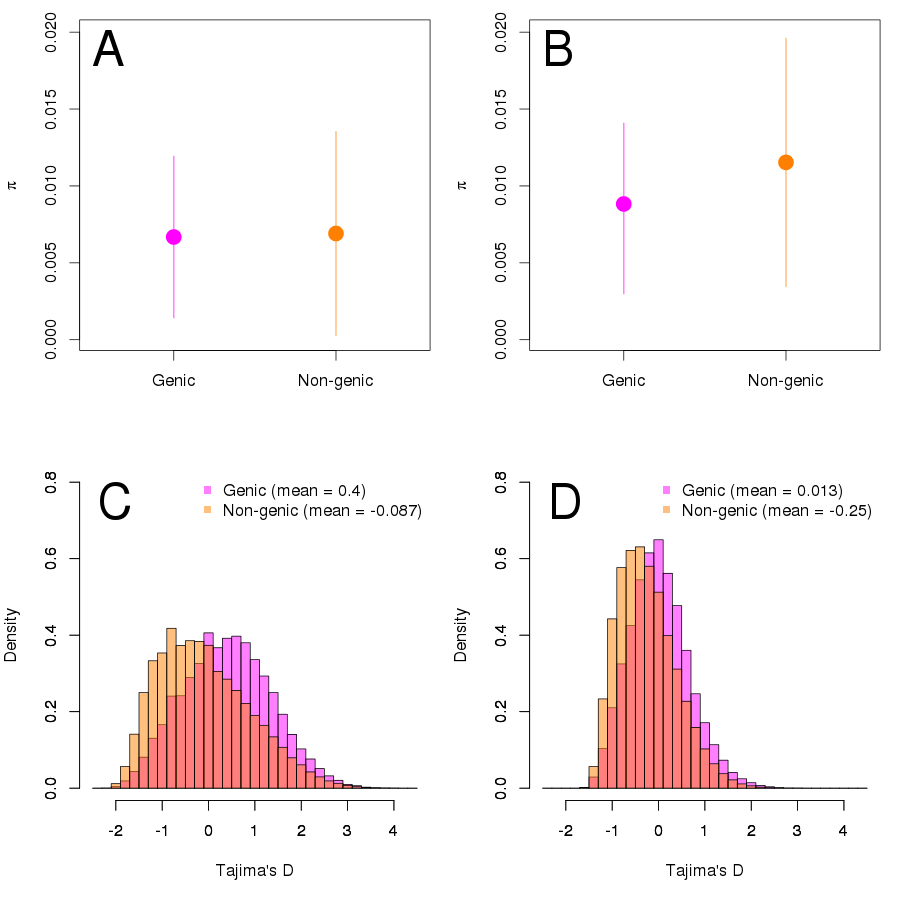 A
0.020
0.015
0.010
0.005
0.000
π
Genic
Non-genic
B
0.020
0.015
0.010
0.005
0.000
π
Genic
Non-genic
C
Genic (mean = 0.4)
Non-genic (mean = -0.087)
0.8
0.6
0.4
0.2
0.0
Density
-2 -1 0 1 2 3 4
Tajima's D
D
Genic (mean = 0.013)
Non-genic (mean = -0.25)
0.8
0.6
0.4
0.2
0.0
Density
-2 -1 0 1 2 3 4
Tajima's D